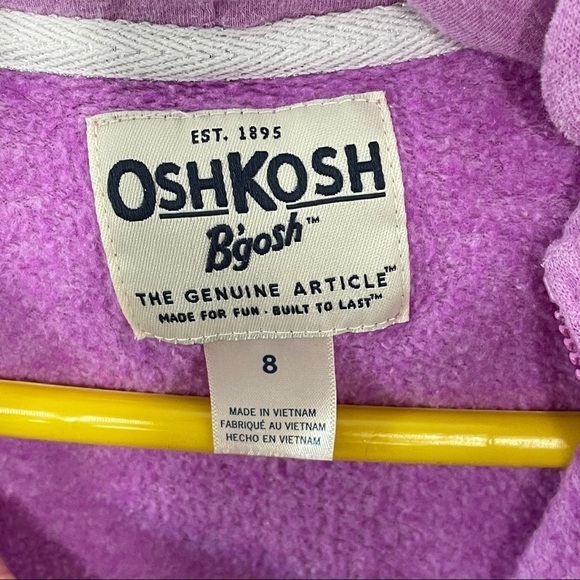 EST. 1895
OSHKOSH
B'gosh™
THE GENUINE ARTICLE™
MADE FOR FUN · BUILT TO LAST™
8
MADE IN VIETNAM
FABRIQUÉ AU VIETNAM
HECHO EN VIETNAM